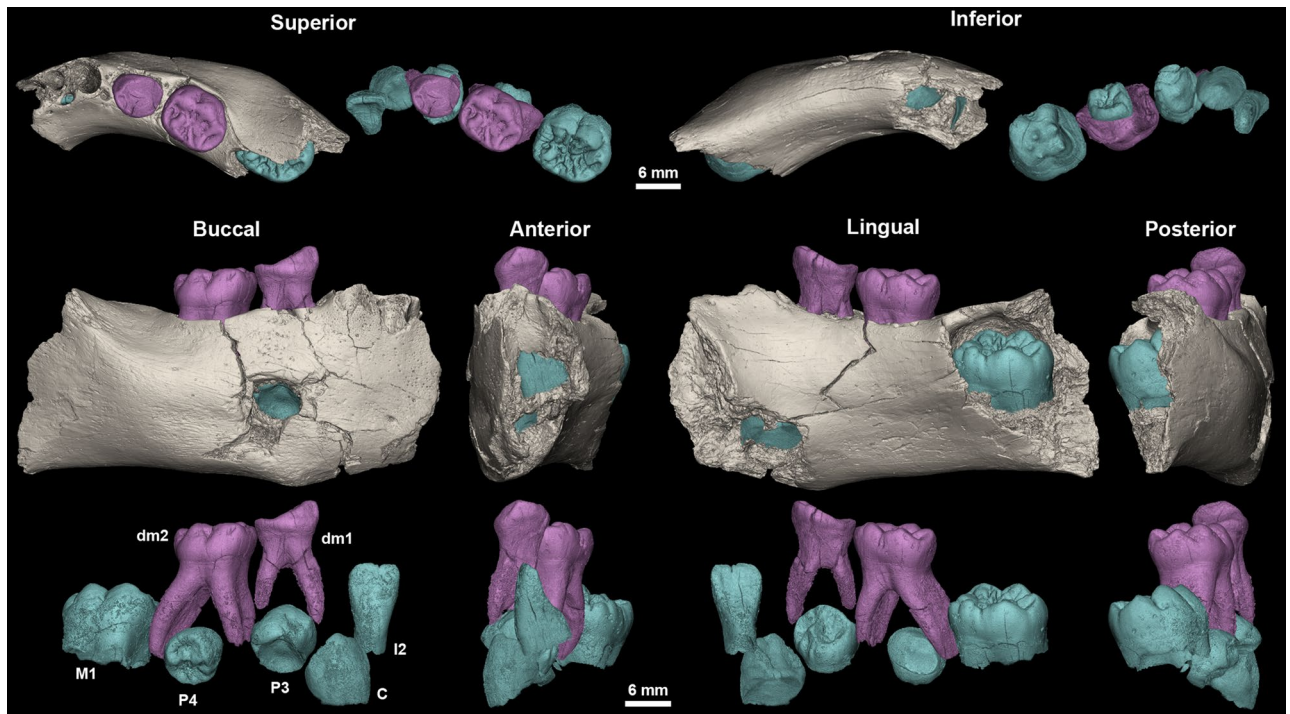 Superior
Inferior
6 mm
Buccal
Anterior
Lingual
Posterior
dm2
dm1
M1
P4
P3
C
I2
6 mm